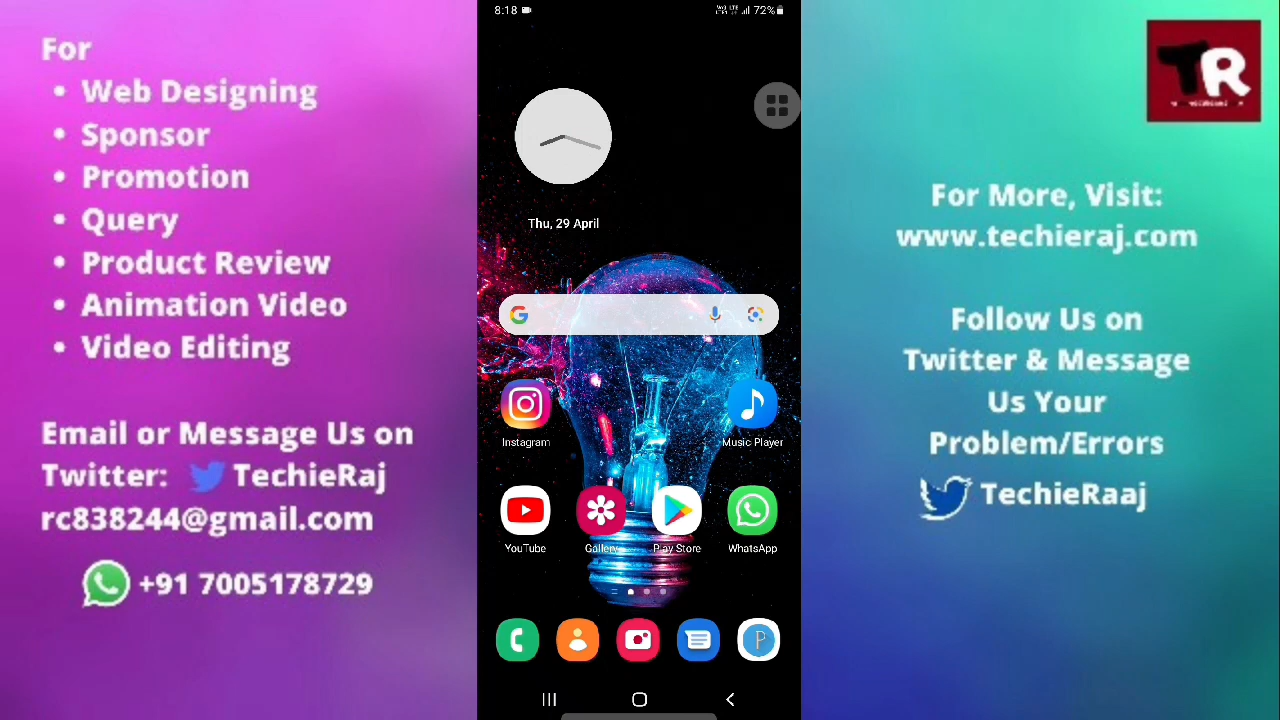 For
• Web Designing
• Sponsor
• Promotion
• Query
• Product Review
• Animation Video
• Video Editing
Email or Message Us on
Twitter: TechieRaj
rc838244@gmail.com
+91 7005178729
8:18
72%
Thu, 29 April
Instagram
Music Player
YouTube
Gallery
Play Store
WhatsApp
TR
For More, Visit:
www.techieraj.com
Follow Us on
Twitter & Message
Us Your
Problem/Errors
TechieRaaj